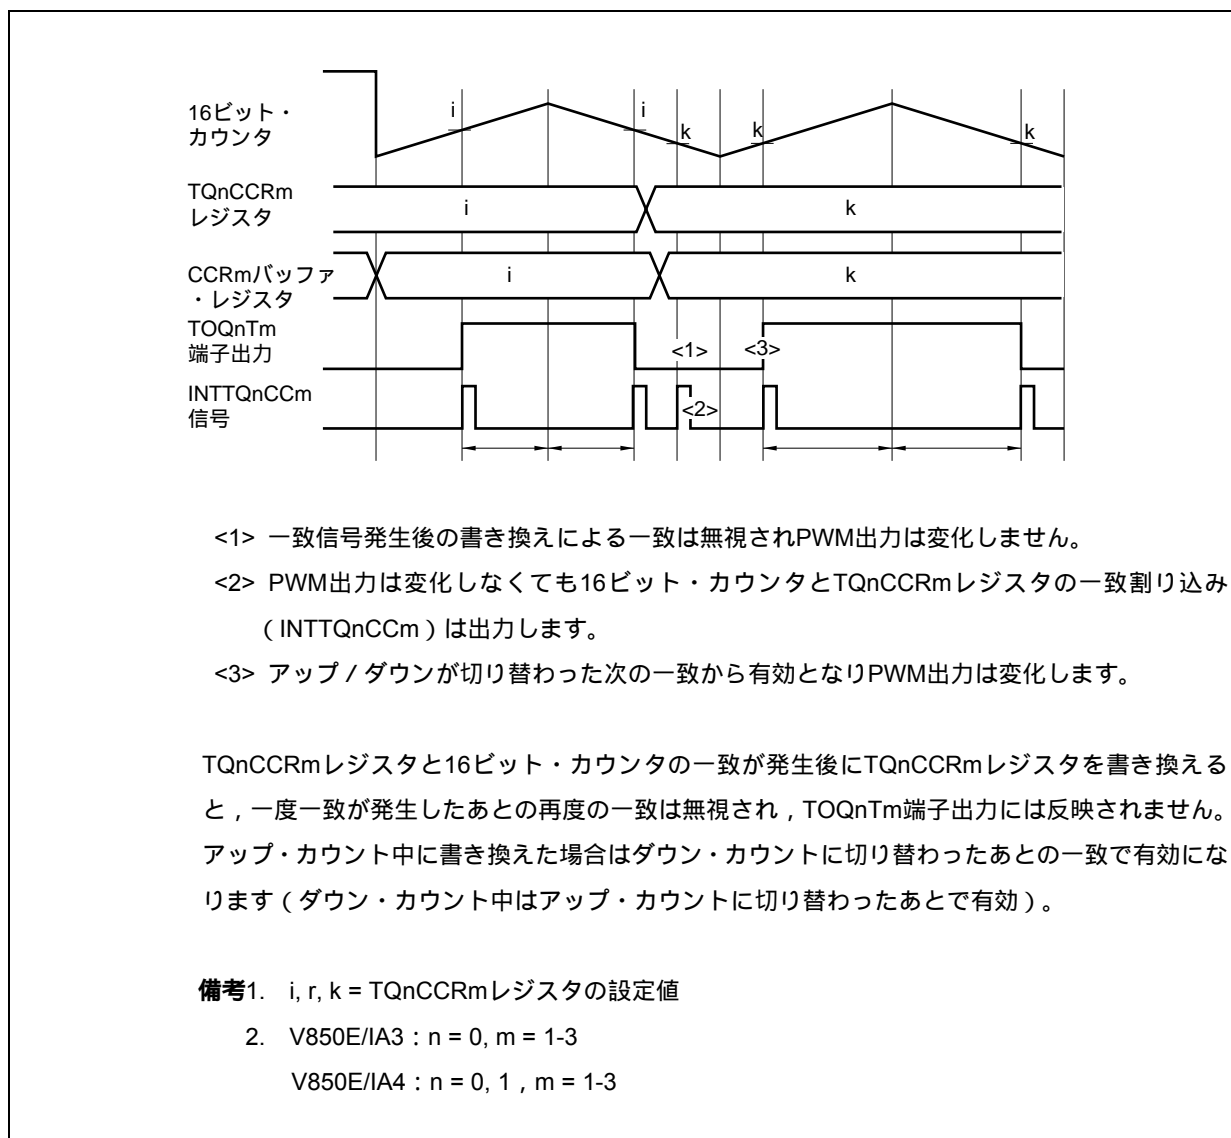 16ビット・
カウンタ
i
i
k
k
k
TQnCCRm
レジスタ
i
k
CCRmバッファ
・レジスタ
i
k
TOQnTm
端子出力
<1>
<3>
INTTQnCCm
信号
<2>
<1> 一致信号発生後の書き換えによる一致は無視されPWM出力は変化しません。
<2> PWM出力は変化しなくても16ビット・カウンタとTQnCCRmレジスタの一致割り込み
（INTTQnCCm）は出力します。
<3> アップ／ダウンが切り替わった次の一致から有効となりPWM出力は変化します。
TQnCCRmレジスタと16ビット・カウンタの一致が発生後にTQnCCRmレジスタを書き換える
と，一度一致が発生したあとの再度の一致は無視され，TOQnTm端子出力には反映されません。
アップ・カウント中に書き換えた場合はダウン・カウントに切り替わったあとの一致で有効にな
ります（ダウン・カウント中はアップ・カウントに切り替わったあとで有効）。
備考1. i, r, k = TQnCCRmレジスタの設定値
2. V850E/IA3：n = 0, m = 1-3
V850E/IA4：n = 0, 1，m = 1-3